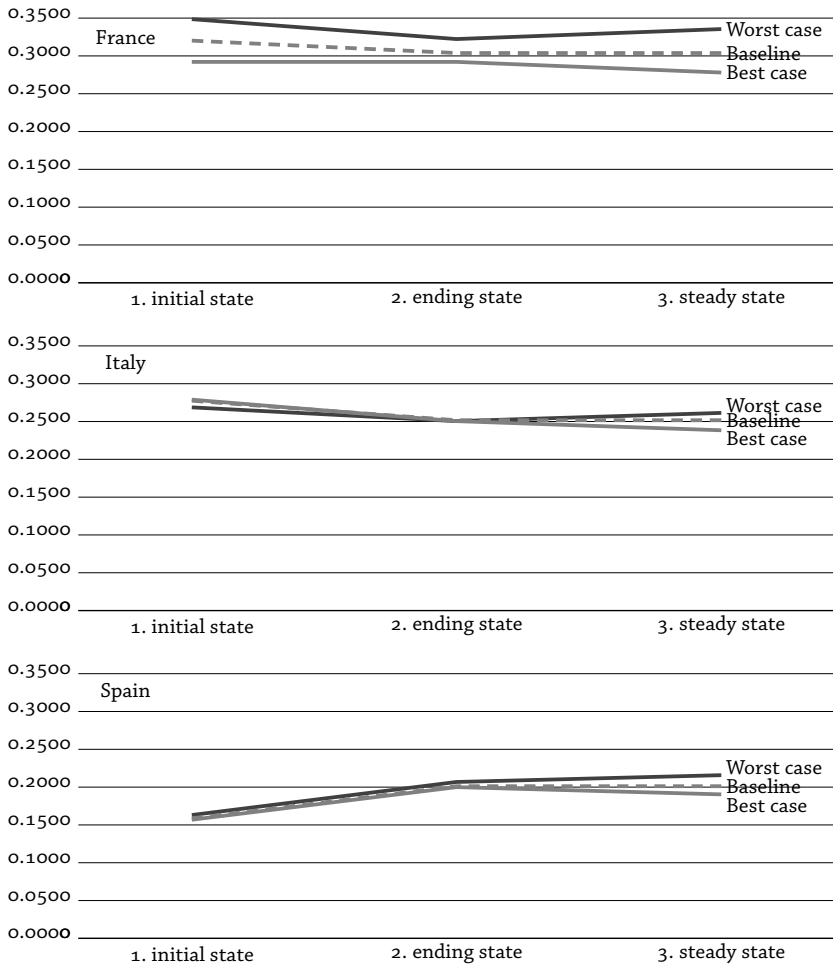 0.3500
France
Worst case
0.3000
Baseline
Best case
0.2500
0.2000
0.1500
0.1000
0.0500
0.0000
1. initial state 2. ending state 3. steady state
0.3500
Italy
0.3000
Worst case
0.2500
Baseline
Best case
0.2000
0.1500
0.1000
0.0500
0.0000
1. initial state 2. ending state 3. steady state
0.3500
Spain
0.3000
0.2500
Worst case
0.2000
Baseline
Best case
0.1500
0.1000
0.0500
0.0000
1. initial state 2. ending state 3. steady state